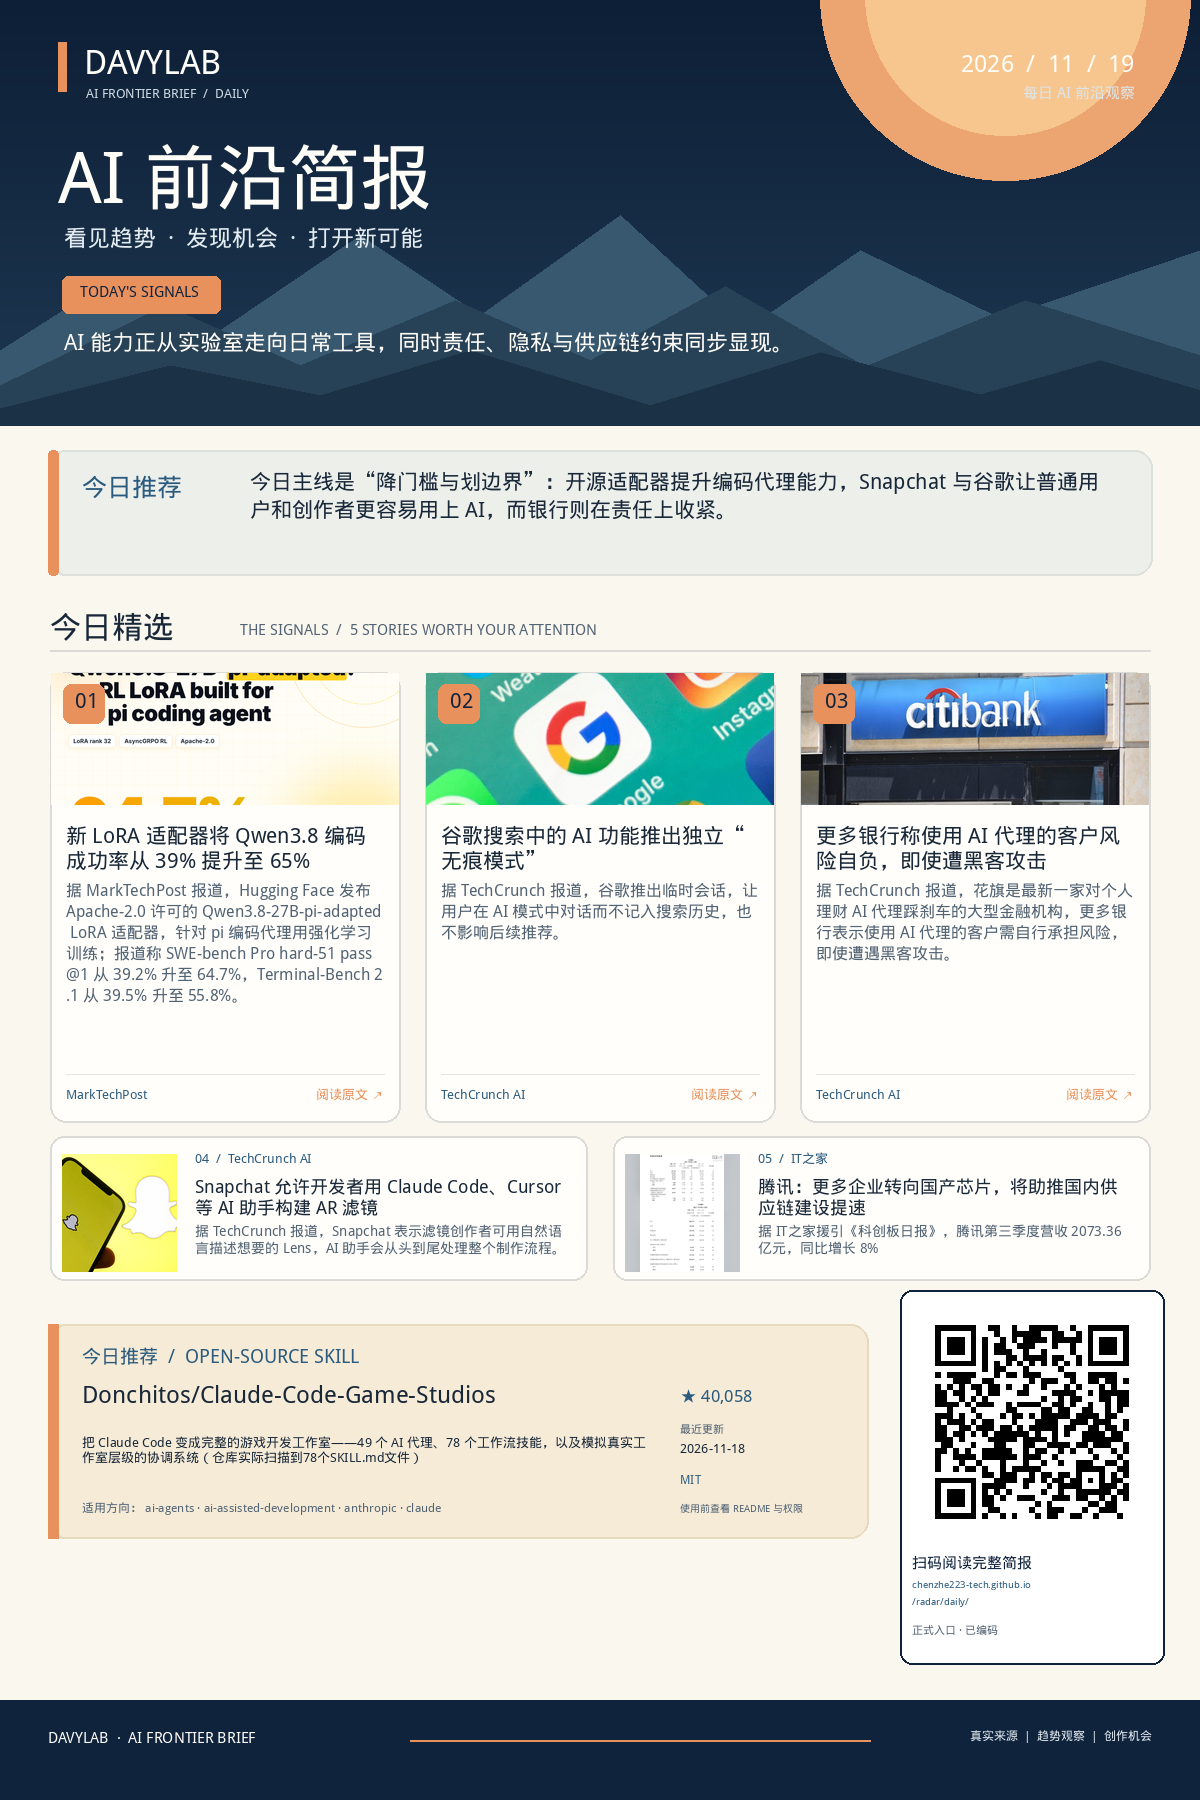 DAVYLAB
AI FRONTIER BRIEF / DAILY
2026 / 11 / 19
每日 AI 前沿观察
AI 前沿简报
看见趋势 · 发现机会 · 打开新可能
TODAY'S SIGNALS
AI 能力正从实验室走向日常工具，同时责任、隐私与供应链约束同步显现。
今日推荐
今日主线是“降门槛与划边界”：开源适配器提升编码代理能力，Snapchat 与谷歌让普通用
户和创作者更容易用上 AI，而银行则在责任上收紧。
今日精选
THE SIGNALS / 5 STORIES WORTH YOUR ATTENTION
01
RL LoRA built for
pi coding agent
LoRA rank 32
AsyncGRPO RL
Apache-2.0
新 LoRA 适配器将 Qwen3.8 编码
成功率从 39% 提升至 65%
据 MarkTechPost 报道，Hugging Face 发布
Apache-2.0 许可的 Qwen3.8-27B-pi-adapted
LoRA 适配器，针对 pi 编码代理用强化学习
训练；报道称 SWE-bench Pro hard-51 pass
@1 从 39.2% 升至 64.7%，Terminal-Bench 2
.1 从 39.5% 升至 55.8%。
MarkTechPost
阅读原文 ↗
02
Wea
Instag
ogle
谷歌搜索中的 AI 功能推出独立“
无痕模式”
据 TechCrunch 报道，谷歌推出临时会话，让
用户在 AI 模式中对话而不记入搜索历史，也
不影响后续推荐。
TechCrunch AI
阅读原文 ↗
03
citibank
更多银行称使用 AI 代理的客户风
险自负，即使遭黑客攻击
据 TechCrunch 报道，花旗是最新一家对个人
理财 AI 代理踩刹车的大型金融机构，更多银
行表示使用 AI 代理的客户需自行承担风险，
即使遭遇黑客攻击。
TechCrunch AI
阅读原文 ↗
04 / TechCrunch AI
Snapchat 允许开发者用 Claude Code、Cursor
等 AI 助手构建 AR 滤镜
据 TechCrunch 报道，Snapchat 表示滤镜创作者可用自然语
言描述想要的 Lens，AI 助手会从头到尾处理整个制作流程。
05 / IT之家
腾讯：更多企业转向国产芯片，将助推国内供
应链建设提速
据 IT之家援引《科创板日报》，腾讯第三季度营收 2073.36
亿元，同比增长 8%
今日推荐 / OPEN-SOURCE SKILL
Donchitos/Claude-Code-Game-Studios
把 Claude Code 变成完整的游戏开发工作室——49 个 AI 代理、78 个工作流技能，以及模拟真实工
作室层级的协调系统（仓库实际扫描到78个SKILL.md文件）
适用方向： ai-agents · ai-assisted-development · anthropic · claude
★ 40,058
最近更新
2026-11-18
MIT
使用前查看 README 与权限
扫码阅读完整简报
chenzhe223-tech.github.io
/radar/daily/
正式入口 · 已编码
DAVYLAB · AI FRONTIER BRIEF
真实来源 | 趋势观察 | 创作机会